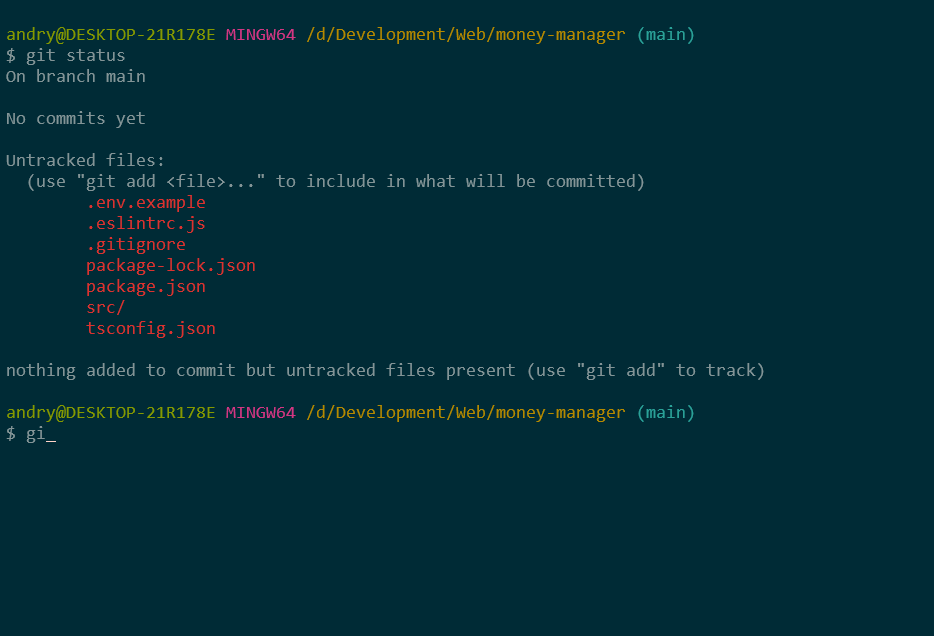 andry@DESKTOP-21R178E MINGW64 /d/Development/Web/money-manager (main)
$ git status
On branch main
No commits yet
Untracked files:
  (use "git add <file>..." to include in what will be committed)
        .env.example
        .eslintrc.js
        .gitignore
        package-lock.json
        package.json
        src/
        tsconfig.json
nothing added to commit but untracked files present (use "git add" to track)
andry@DESKTOP-21R178E MINGW64 /d/Development/Web/money-manager (main)
$ gi_